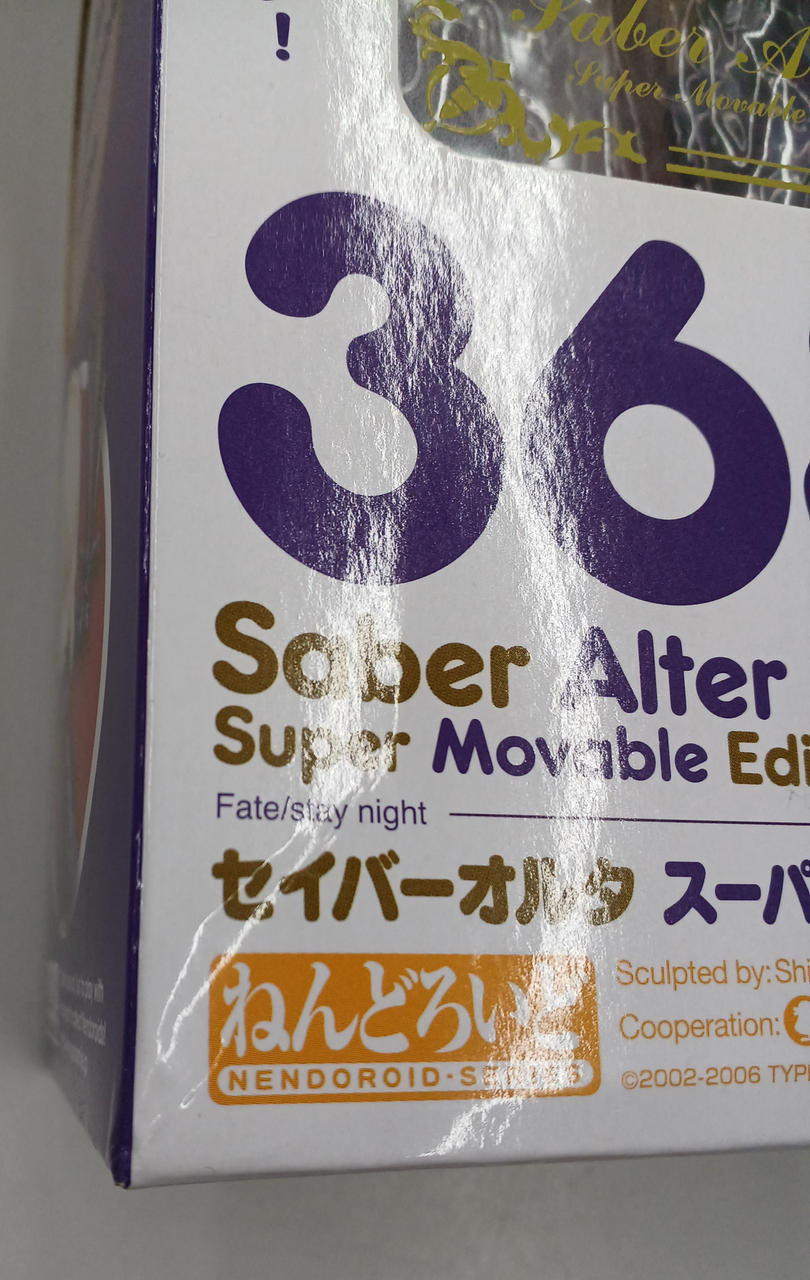 !
Saber A
Super Movable
36
Saber Alter
Super Movable Edi
Fate/stay night
セイバーオルタ スーパ
ねんどろいど
NENDOROID·SERIES
Sculpted by: Shi
Cooperation:
©2002-2006 TYP